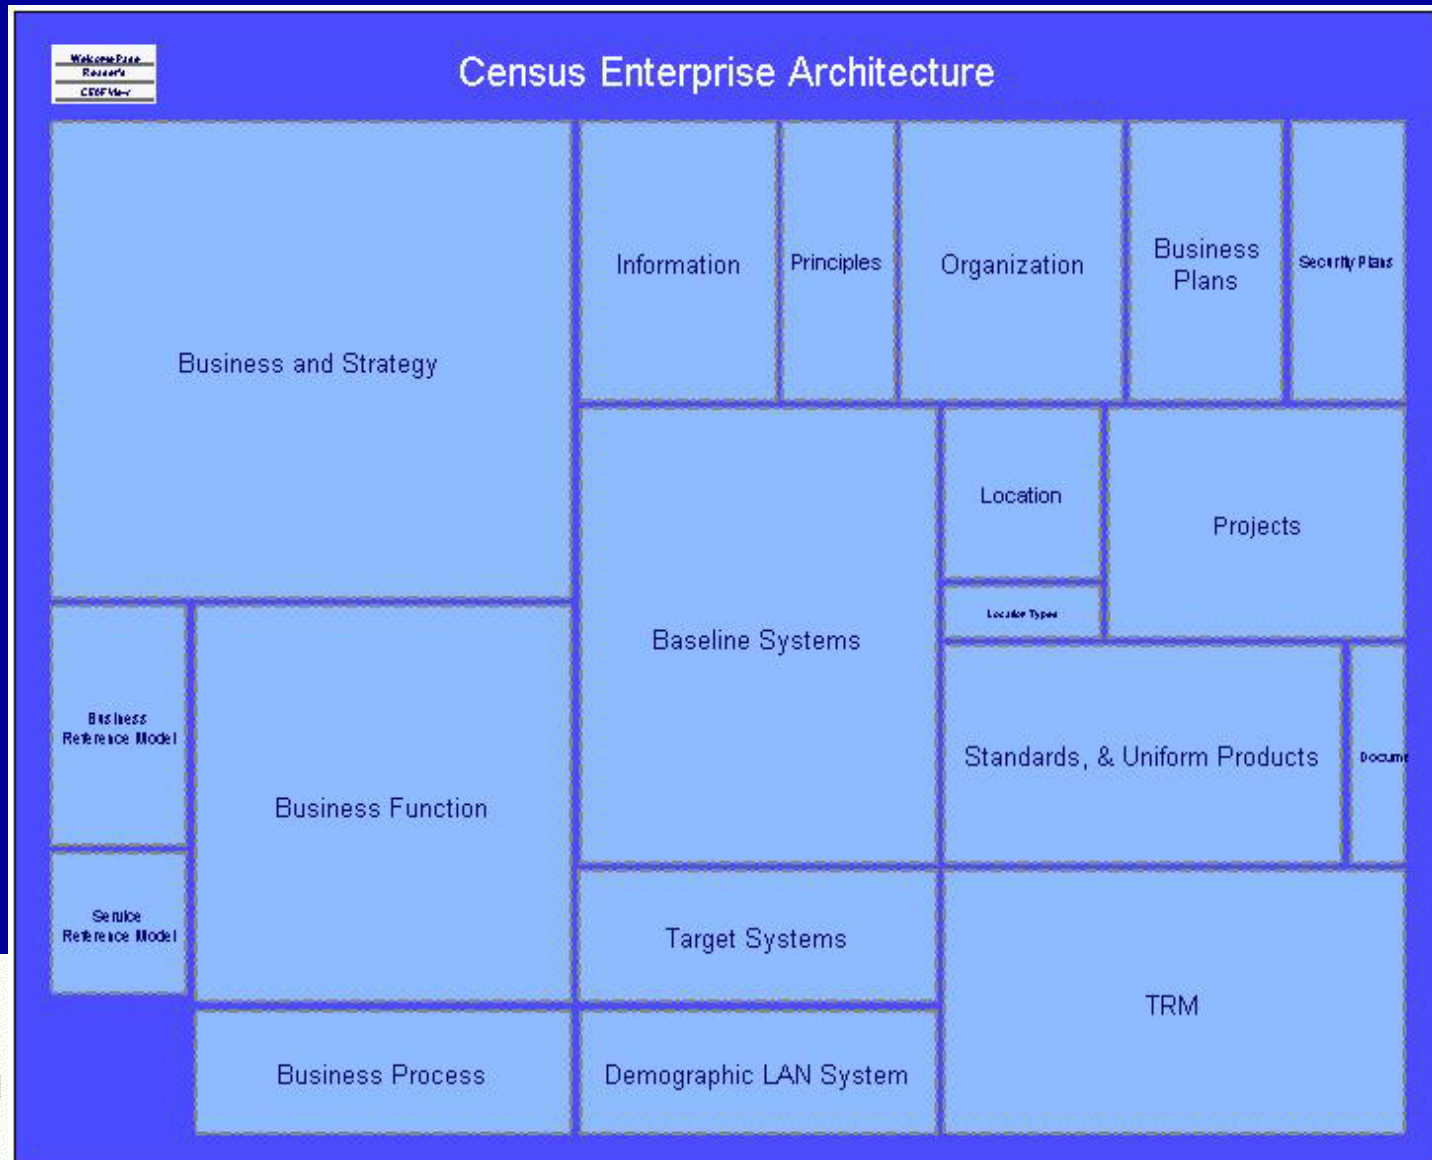 Welcome Page
Reader's
Census Enterprise Architecture
Business and Strategy
Information
Principles
Organization
Business
Plans
Security Plans
Baseline Systems
Location
Projects
Location Types
Business
Reference Model
Business Function
Standards, & Uniform Products
Docume
Service
Reference Model
Target Systems
TRM
Business Process
Demographic LAN System